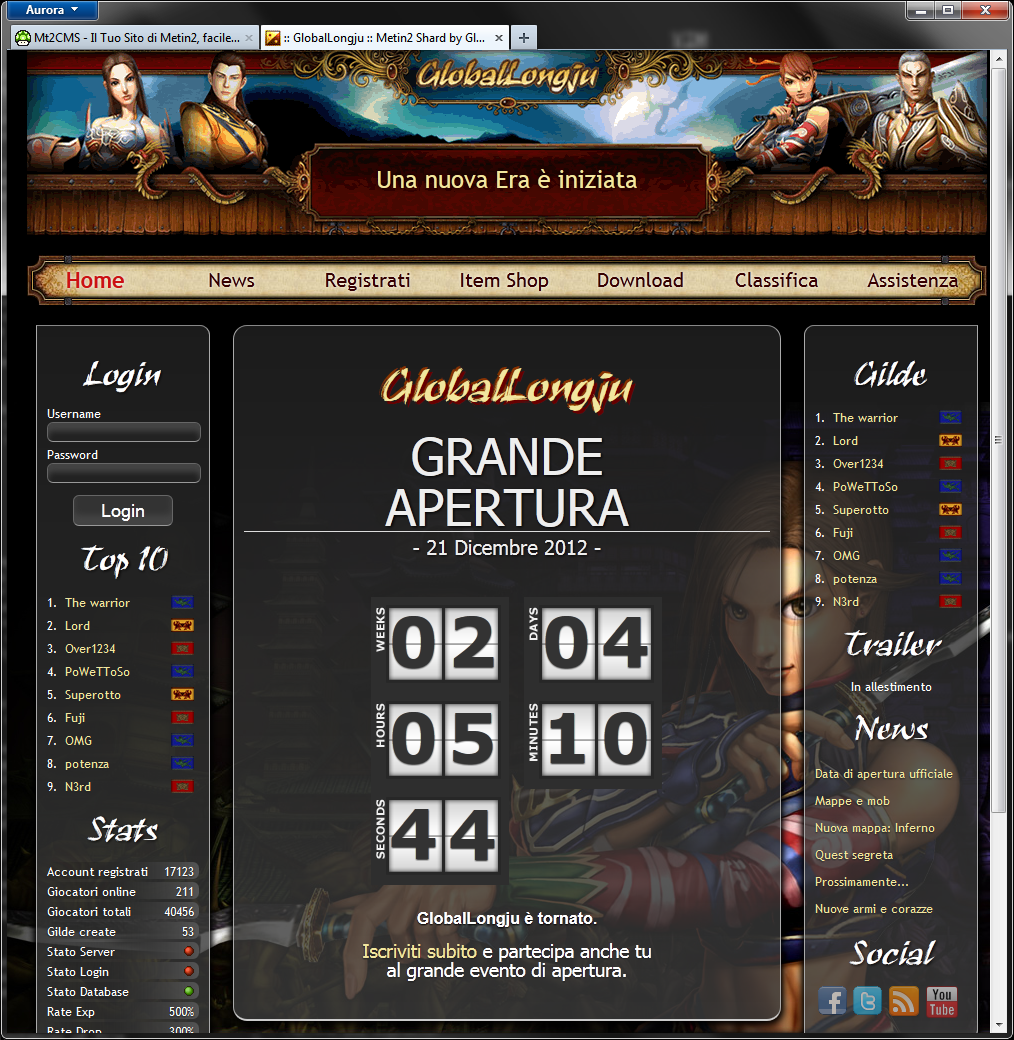 Aurora
Mt2CMS - Il Tuo Sito di Metin2, facile...
:: GlobalLongju :: Metin2 Shard by Gl...
GlobalLongju
Una nuova Era è iniziata
Home News Registrati Item Shop Download Classifica Assistenza
Login
Username
Password
Login
Top 10
1. The warrior
2. Lord
3. Over1234
4. PoWeTToSo
5. Superotto
6. Fuji
7. OMG
8. potenza
9. N3rd
Stats
Account registrati 17123
Giocatori online 211
Giocatori totali 40456
Gilde create 53
Stato Server
Stato Login
Stato Database
Rate Exp 500%
Rate Drop 300%
GlobalLongju
GRANDE
APERTURA
- 21 Dicembre 2012 -
WEEKS 02 DAYS 04
HOURS 05 MINUTES 10
SECONDS 44
GlobalLongju è tornato.
Iscriviti subito e partecipa anche tu
al grande evento di apertura.
Gilde
1. The warrior
2. Lord
3. Over1234
4. PoWeTToSo
5. Superotto
6. Fuji
7. OMG
8. potenza
9. N3rd
Trailer
In allestimento
News
Data di apertura ufficiale
Mappe e mob
Nuova mappa: Inferno
Quest segreta
Prossimamente...
Nuove armi e corazze
Social
You
Tube